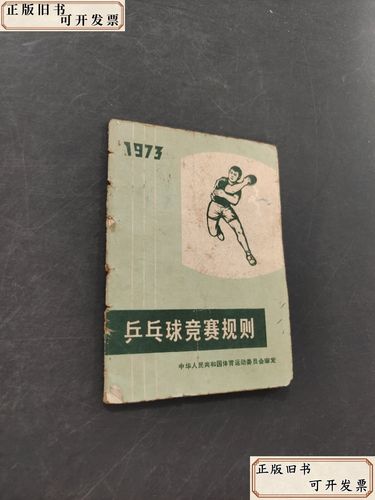 正版旧书
可开发票
1973
乒乓球竞赛规则
中华人民共和国体育运动委员会审定
正版旧书
可开发票